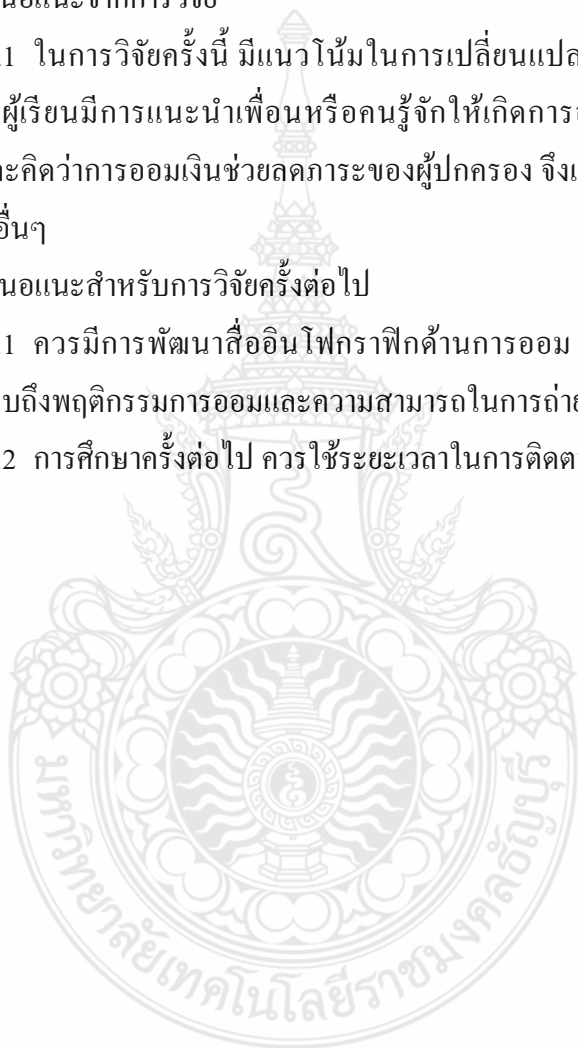 นอแนะจากการวิจัย
.1 ในการวิจัยครั้งนี้ มีแนวโน้มในการเปลี่ยนแปล
ผู้เรียนมีการแนะนำเพื่อนหรือคนรู้จักให้เกิดการอ
ะคิดว่าการออมเงินช่วยลดภาระของผู้ปกครอง จึงเ
อื่นๆ
นอแนะสำหรับการวิจัยครั้งต่อไป
.1 ควรมีการพัฒนาสื่ออินโฟกราฟิกด้านการออม
บถึงพฤติกรรมการออมและความสามารถในการถ่าย
.2 การศึกษาครั้งต่อไป ควรใช้ระยะเวลาในการติดตา
มหาวิทยาลัยเทคโนโลยีราชมงคลธัญบุรี